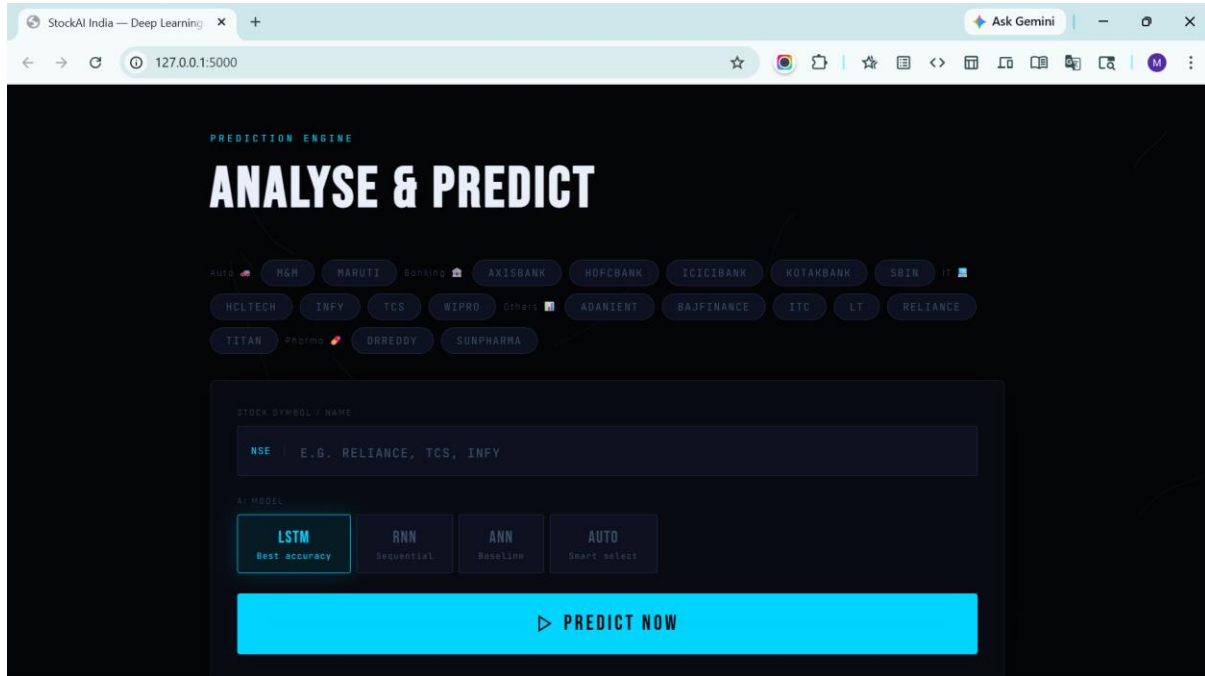 StockAI India — Deep Learning
Ask Gemini
127.0.0.1:5000
M
PREDICTION ENGINE
ANALYSE & PREDICT
Auto M&M MARUTI Banking AXISBANK HDFCBANK ICICIBANK KOTAKBANK SBIN IT
HCLTECH INFY TCS WIPRO Others ADANIENT BAJFINANCE ITC LT RELIANCE
TITAN Pharma DRREDDY SUNPHARMA
STOCK SYMBOL / NAME
NSE E.G. RELIANCE, TCS, INFY
AI MODEL
LSTM RNN ANN AUTO
Best accuracy Sequential Baseline Smart select
PREDICT NOW